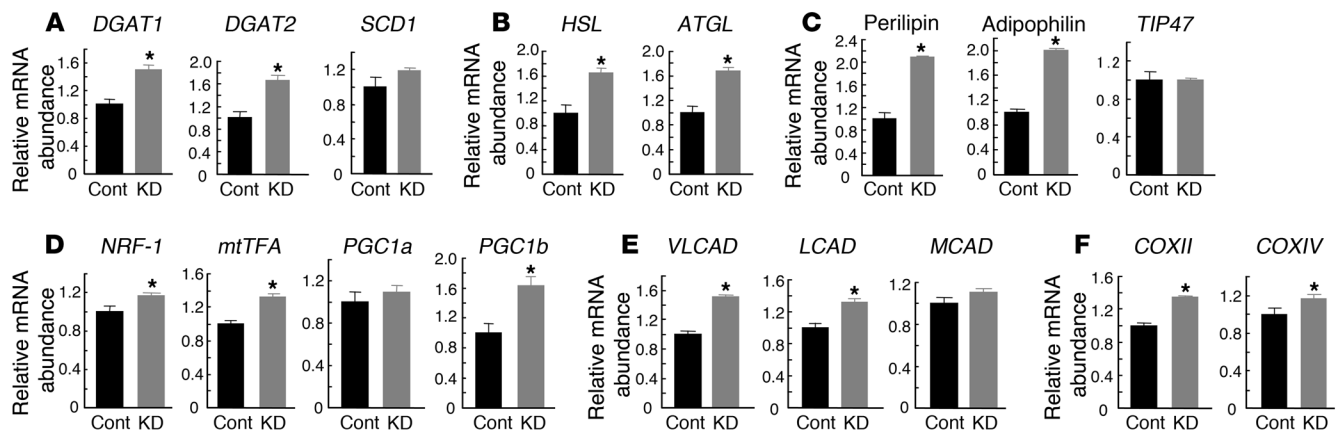 A DGAT1 DGAT2 SCD1 B HSL ATGL C Perilipin Adipophilin TIP47
Relative mRNA abundance
1.6 1.2 0.8 0.4 0 * Cont KD
2.0 1.6 1.2 0.8 0.4 0 * Cont KD
1.2 0.8 0.4 0 Cont KD
Relative mRNA abundance
2.0 1.6 1.2 0.8 0.4 0 * Cont KD
2.0 1.6 1.2 0.8 0.4 0 * Cont KD
Relative mRNA abundance
2.4 2.0 1.6 1.2 0.8 0.4 0 * Cont KD
2.0 1.6 1.2 0.8 0.4 0 * Cont KD
1.2 0.8 0.4 0 Cont KD
D NRF-1 mtTFA PGC1a PGC1b E VLCAD LCAD MCAD F COXII COXIV
Relative mRNA abundance
1.2 0.8 0.4 0 * Cont KD
1.6 1.2 0.8 0.4 0 * Cont KD
1.2 0.8 0.4 0 Cont KD
2.0 1.6 1.2 0.8 0.4 0 * Cont KD
Relative mRNA abundance
1.6 1.2 0.8 0.4 0 * Cont KD
1.6 1.2 0.8 0.4 0 * Cont KD
1.2 0.8 0.4 0 Cont KD
Relative mRNA abundance
1.6 1.2 0.8 0.4 0 * Cont KD
1.2 0.8 0.4 0 * Cont KD